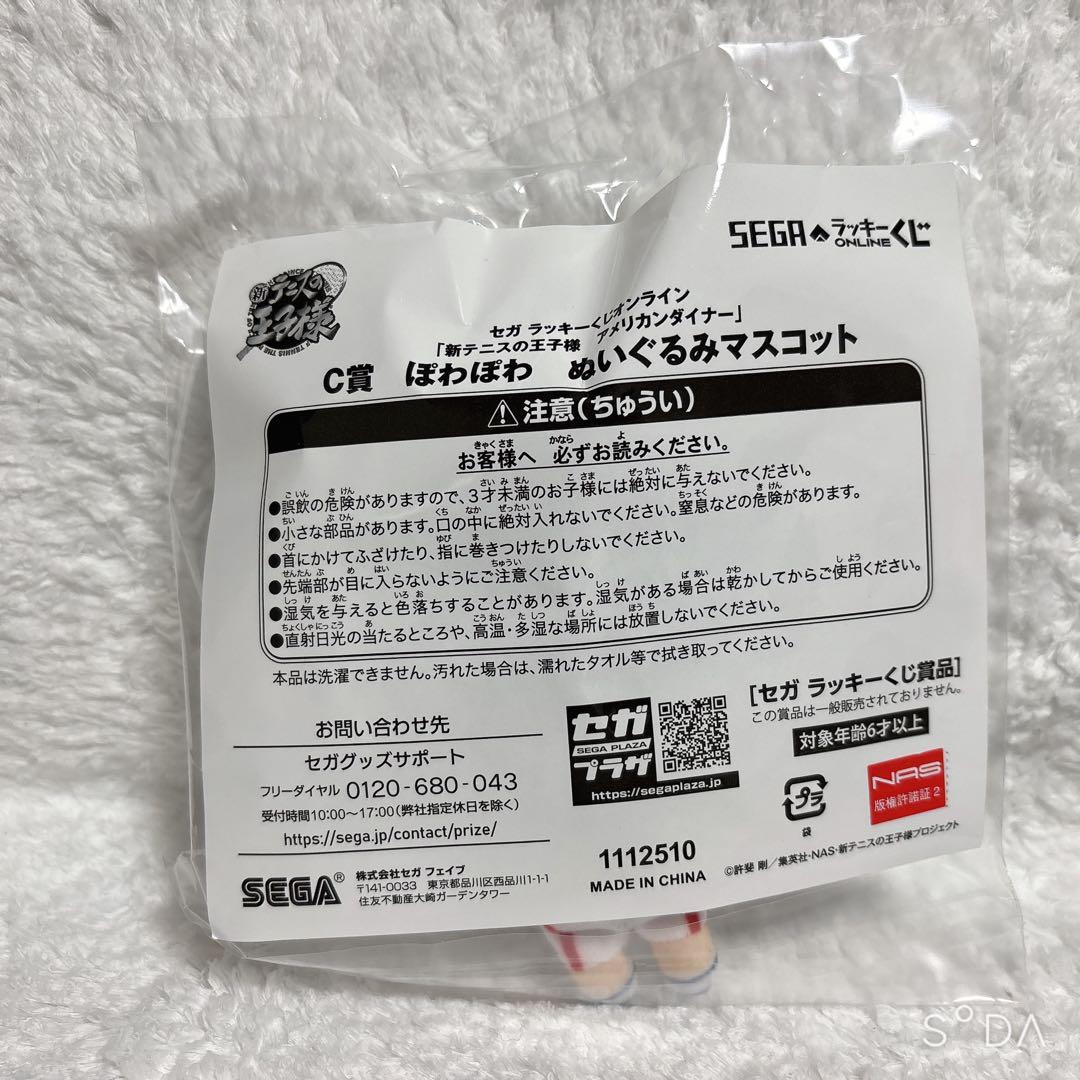 SEGA ラッキーくじ ONLINE
新テニスの王子様
セガ ラッキーくじオンライン
「新テニスの王子様 アメリカンダイナー」
C賞 ぽわぽわ ぬいぐるみマスコット
注意(ちゅうい)
お客様へ 必ずお読みください。
●誤飲の危険がありますので、3才未満のお子様には絶対に与えないでください。
●小さな部品があります。口の中に絶対入れないでください。窒息などの危険があります。
●首にかけてふざけたり、指に巻きつけたりしないでください。
●先端部が目に入らないようにご注意ください。
●湿気を与えると色落ちすることがあります。湿気がある場合は乾かしてからご使用ください。
●直射日光の当たるところや、高温・多湿な場所には放置しないでください。
本品は洗濯できません。汚れた場合は、濡れたタオル等で拭き取ってください。
お問い合わせ先
セガグッズサポート
フリーダイヤル 0120-680-043
受付時間10:00～17:00(弊社指定休日を除く)
https://sega.jp/contact/prize/
SEGA®
株式会社セガ フェイブ
〒141-0033 東京都品川区西品川1-1-1
住友不動産大崎ガーデンタワー
セガ
SEGA PLAZA
プラザ
https://segaplaza.jp
1112510
MADE IN CHINA
[セガ ラッキーくじ賞品]
この賞品は一般販売されておりません。
対象年齢6才以上
プラ
袋
NAS
版権許諾証2
©許斐 剛／集英社・NAS・新テニスの王子様プロジェクト